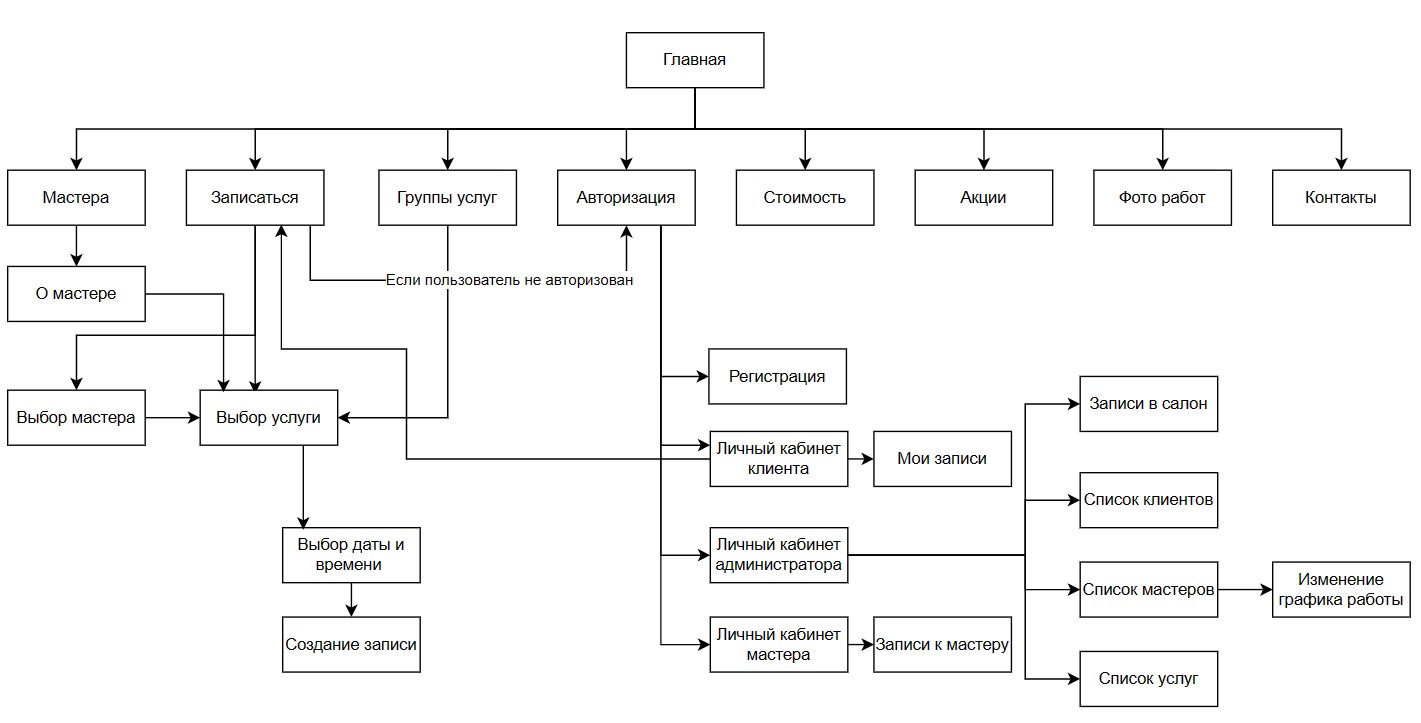 Главная
Мастера
Записаться
Группы услуг
Авторизация
Стоимость
Акции
Фото работ
Контакты
Если пользователь не авторизован
О мастере
Регистрация
Выбор мастера
Выбор услуги
Записи в салон
Личный кабинет
клиента
Мои записи
Список клиентов
Выбор даты и
времени
Личный кабинет
администратора
Список мастеров
Изменение
графика работы
Создание записи
Личный кабинет
мастера
Записи к мастеру
Список услуг